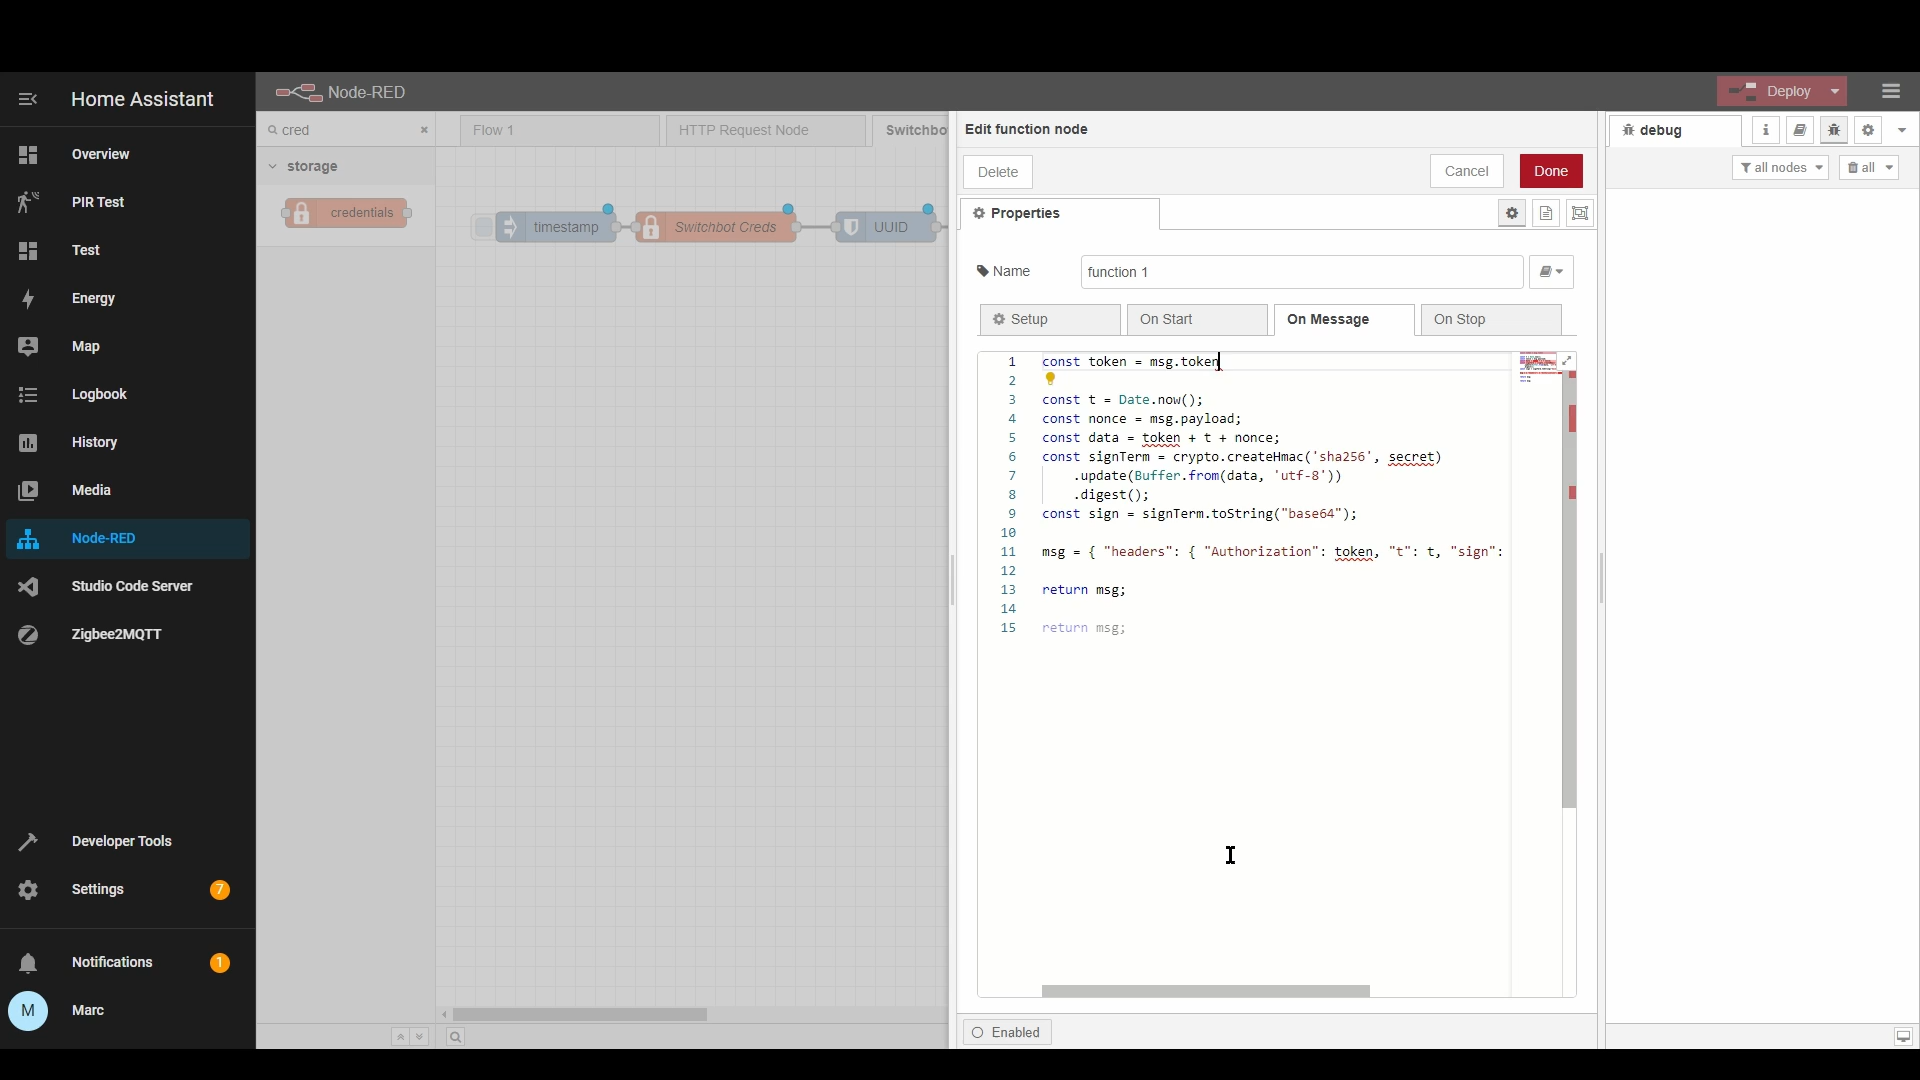 Home Assistant
Overview
PIR Test
Test
Energy
Map
Logbook
History
Media
Node-RED
Studio Code Server
Zigbee2MQTT
Developer Tools
Settings
7
Notifications
1
M
Marc
Node-RED
Deploy
cred
storage
credentials
Flow 1
HTTP Request Node
Switchbo
timestamp
Switchbot Creds
UUID
Edit function node
Delete
Cancel
Done
Properties
Name
function 1
Setup
On Start
On Message
On Stop
1 const token = msg.token
2
3 const t = Date.now();
4 const nonce = msg.payload;
5 const data = token + t + nonce;
6 const signTerm = crypto.createHmac('sha256', secret)
7 .update(Buffer.from(data, 'utf-8'))
8 .digest();
9 const sign = signTerm.toString("base64");
10
11 msg = { "headers": { "Authorization": token, "t": t, "sign":
12
13 return msg;
14
15 return msg;
Enabled
debug
all nodes
all